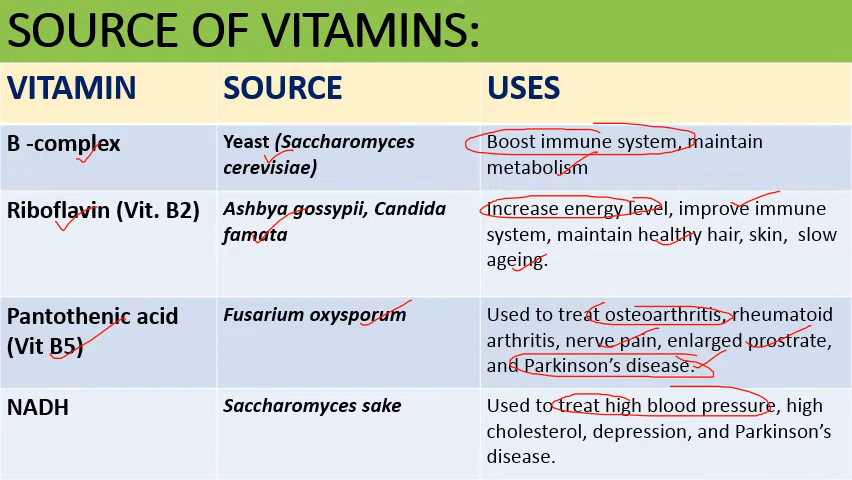 SOURCE OF VITAMINS:
VITAMIN
SOURCE
USES
B -complex
Yeast (Saccharomyces
cerevisiae)
Boost immune system, maintain
metabolism
Riboflavin (Vit. B2)
Ashbya gossypii, Candida
famata
Increase energy level, improve immune
system, maintain healthy hair, skin, slow
ageing.
Pantothenic acid
(Vit B5)
Fusarium oxysporum
Used to treat osteoarthritis, rheumatoid
arthritis, nerve pain, enlarged prostrate,
and Parkinson's disease.
NADH
Saccharomyces sake
Used to treat high blood pressure, high
cholesterol, depression, and Parkinson's
disease.